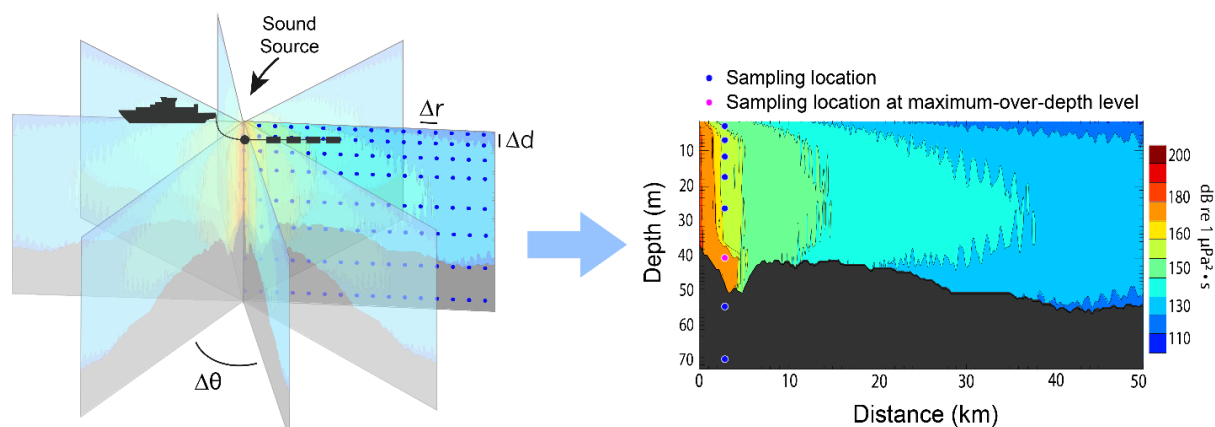 Sound
Source
Δr
Δd
Δθ
Sampling location
Sampling location at maximum-over-depth level
Depth (m)
10
20
30
40
50
60
70
0
10
20
30
40
50
Distance (km)
200
180
160
150
130
110
dB re 1 µPa²•s